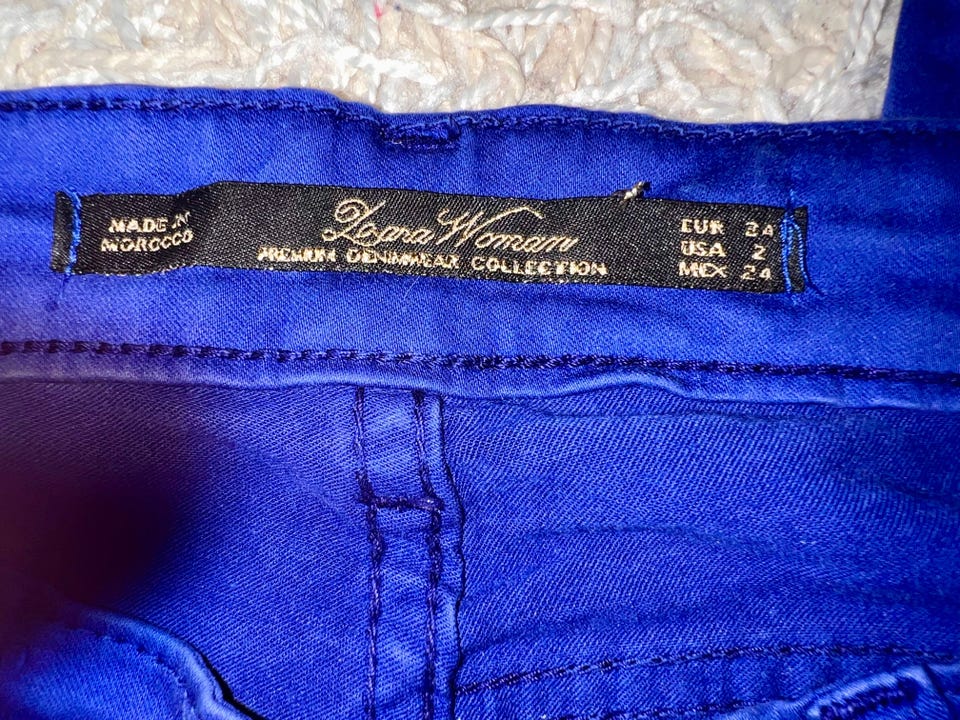 MADE IN
MOROCCO
Zara Woman
PREMIUM DENIMWEAR COLLECTION
EUR 34
USA 2
MEX 24